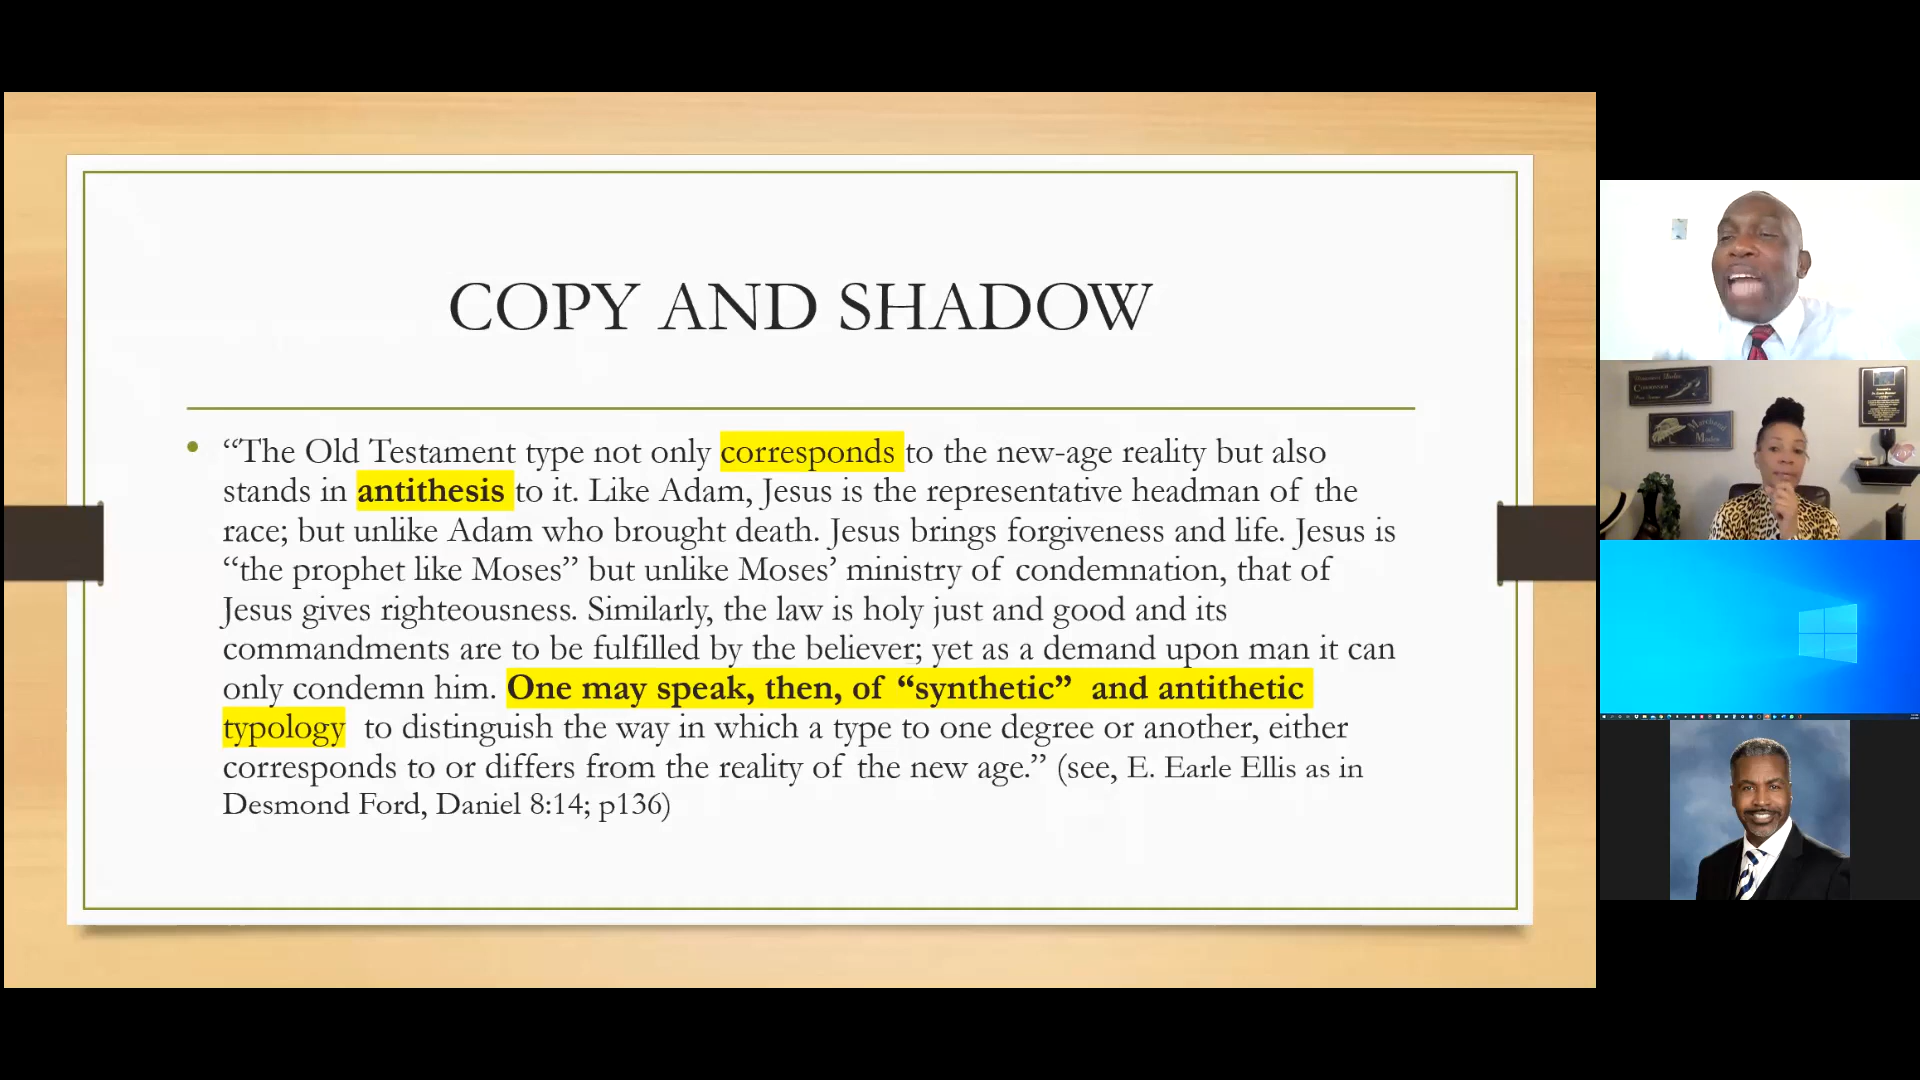 COPY AND SHADOW
• “The Old Testament type not only corresponds to the new-age reality but also
stands in antithesis to it. Like Adam, Jesus is the representative headman of the
race; but unlike Adam who brought death. Jesus brings forgiveness and life. Jesus is
“the prophet like Moses” but unlike Moses’ ministry of condemnation, that of
Jesus gives righteousness. Similarly, the law is holy just and good and its
commandments are to be fulfilled by the believer; yet as a demand upon man it can
only condemn him. One may speak, then, of “synthetic” and antithetic
typology to distinguish the way in which a type to one degree or another, either
corresponds to or differs from the reality of the new age.” (see, E. Earle Ellis as in
Desmond Ford, Daniel 8:14; p136)